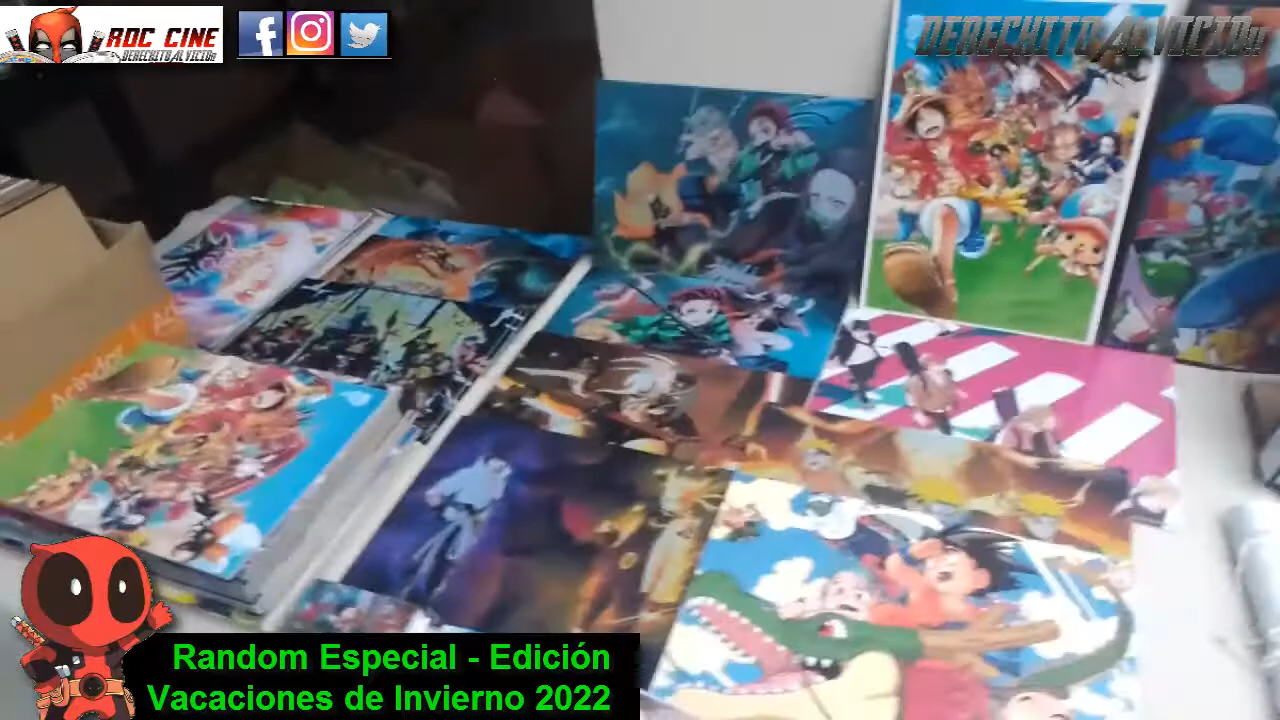 ROC CINE
DERECHITO AL VICIO!!
DERECHITO AL VICIO!!
Random Especial - Edición
Vacaciones de Invierno 2022